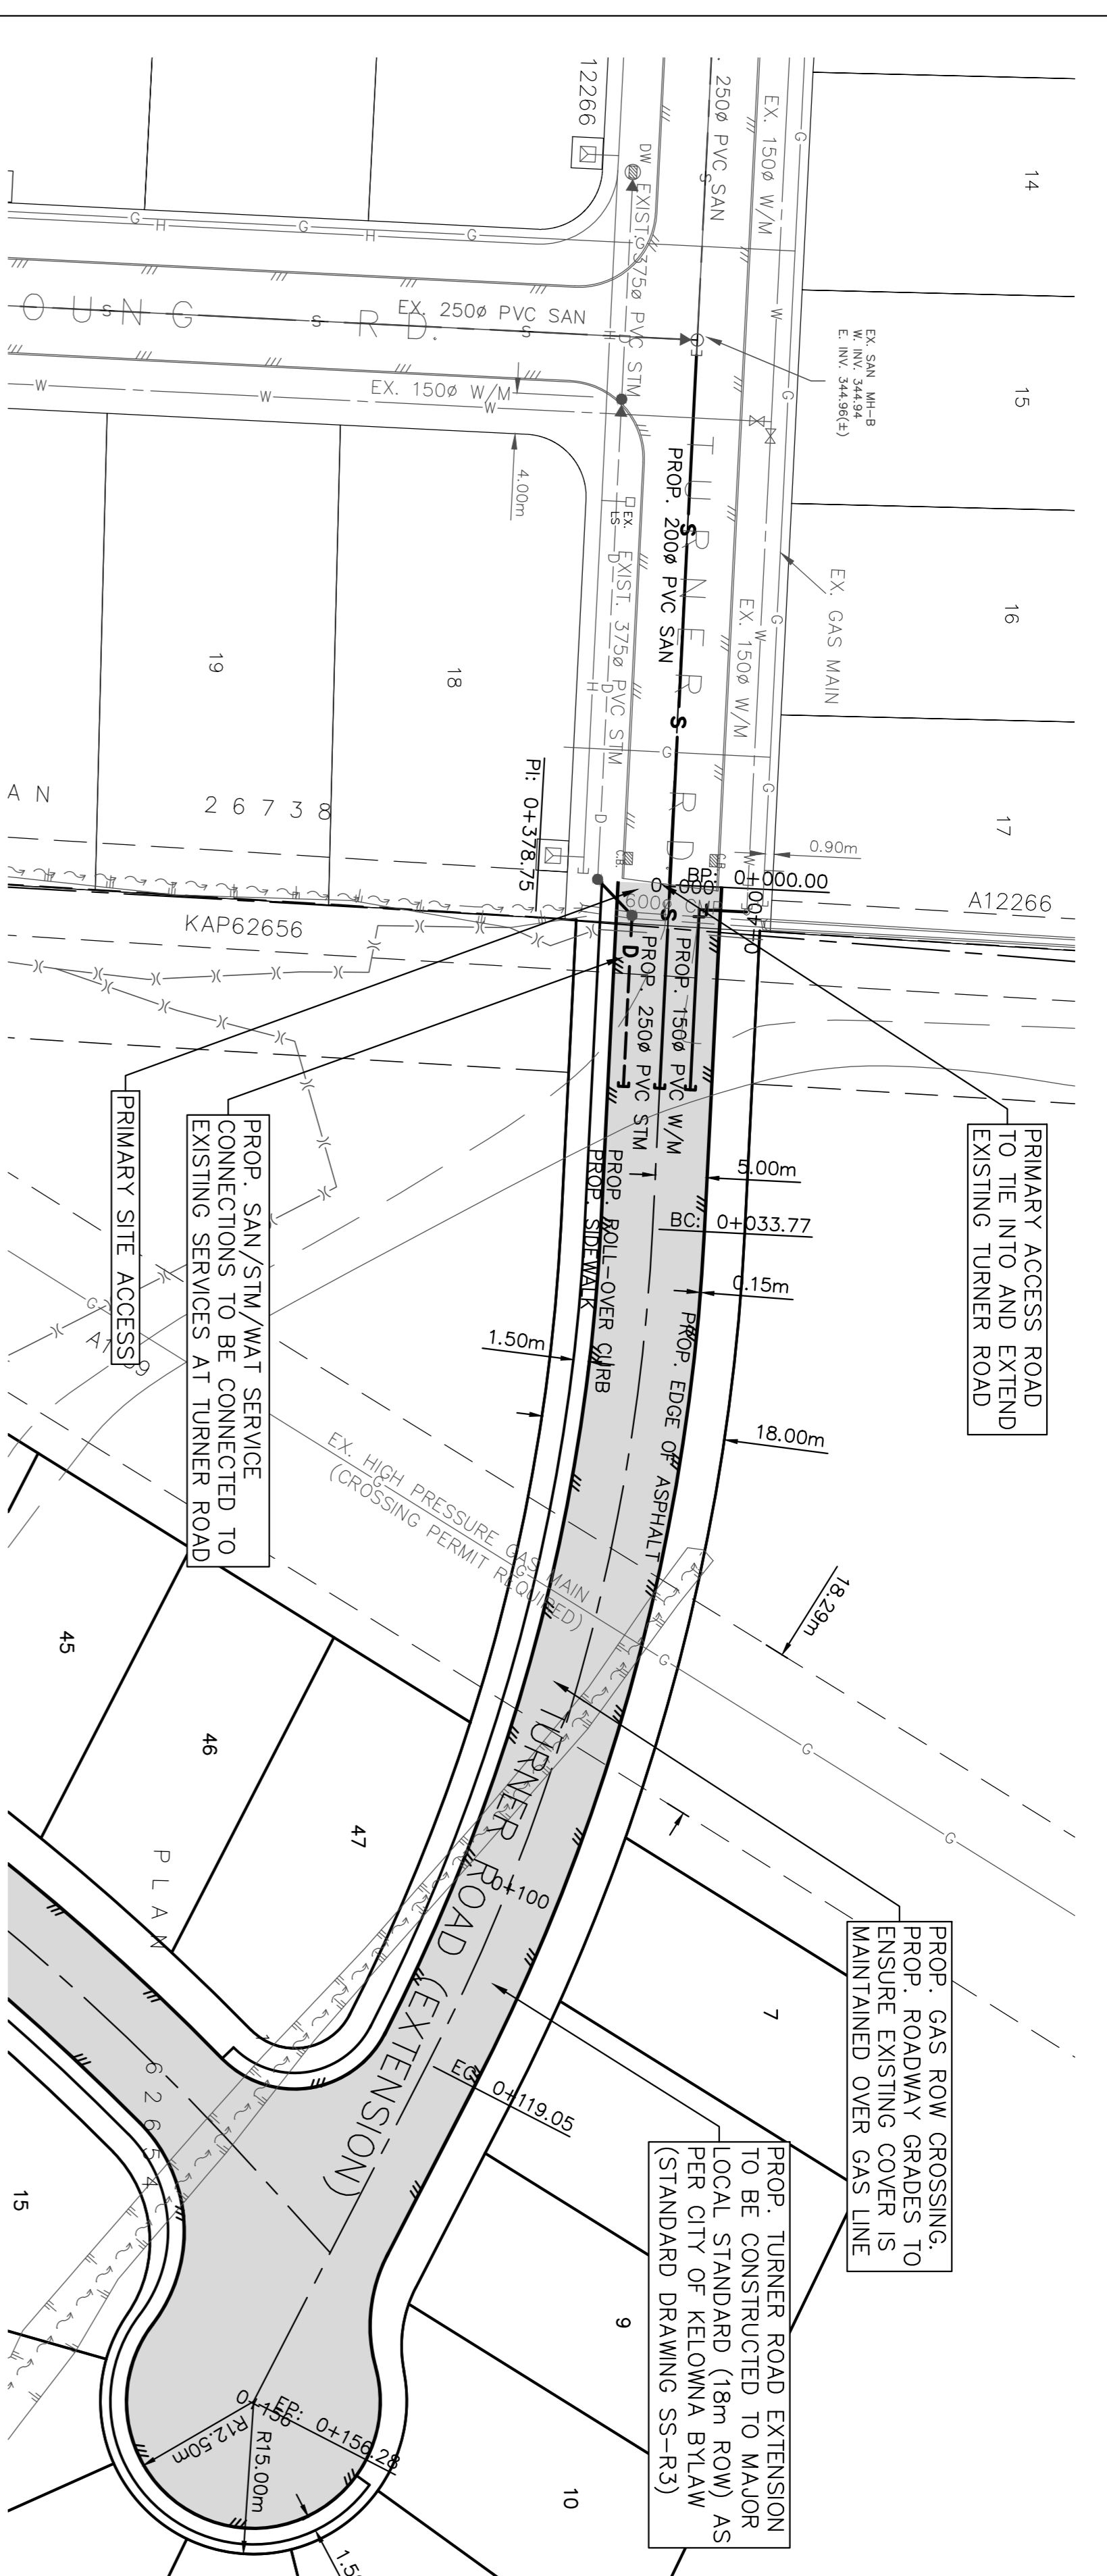 14
15
16
17
12266
DW
EXIST. 375ø PVC STM
. 250ø PVC SAN
EX. 150ø W/M
EX. 250ø PVC SAN
OUNG RD.
EX. 150ø W/M
4.00m
EX. SAN MH-B
W. INV. 344.94
E. INV. 344.96(±)
TURNER RD.
PROP. 200ø PVC SAN
EX. LS
EXIST. 375ø PVC STM
EX. 150ø W/M
EX. GAS MAIN
18
19
AN
26738
PI: 0+378.75
C.B.
C.B.
BP: 0+000.00
0.90m
A12266
KAP62656
PROP. 250ø PVC STM
PROP. 150ø PVC W/M
PRIMARY ACCESS ROAD
TO TIE INTO AND EXTEND
EXISTING TURNER ROAD
PRIMARY SITE ACCESS
PROP. SAN/STM/WAT SERVICE
CONNECTIONS TO BE CONNECTED TO
EXISTING SERVICES AT TURNER ROAD
5.00m
BC: 0+033.77
0.15m
18.00m
1.50m
PROP. ROLL-OVER CURB
PROP. SIDEWALK
PROP. EDGE OF ASPHALT
EX. HIGH PRESSURE GAS MAIN
(CROSSING PERMIT REQUIRED)
18.29m
45
46
47
PLAN
62654
15
7
9
10
TURNER ROAD (EXTENSION)
0+100
EC: 0+119.05
PROP. GAS ROW CROSSING.
PROP. ROADWAY GRADES TO
ENSURE EXISTING COVER IS
MAINTAINED OVER GAS LINE
PROP. TURNER ROAD EXTENSION
TO BE CONSTRUCTED TO MAJOR
LOCAL STANDARD (18m ROW) AS
PER CITY OF KELOWNA BYLAW
(STANDARD DRAWING SS-R3)
0+156
EP: 0+156.28
R12.50m
R15.00m